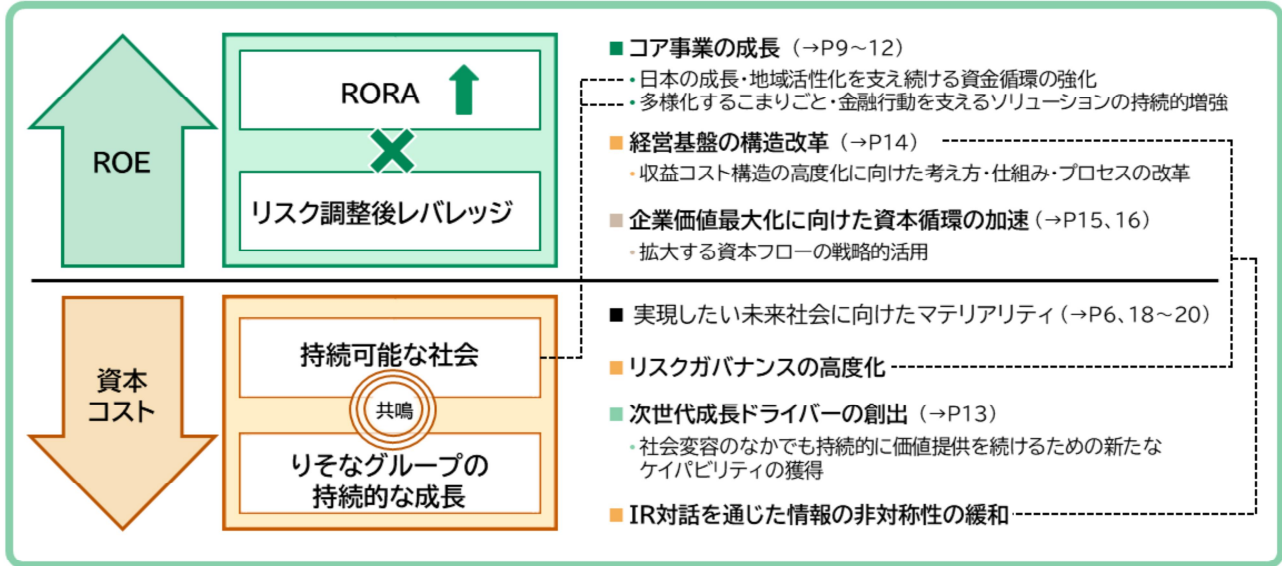 ROE
RORA
リスク調整後レバレッジ
■ コア事業の成長（→P9～12）
・日本の成長・地域活性化を支え続ける資金循環の強化
・多様化するこまりごと・金融行動を支えるソリューションの持続的増強
■ 経営基盤の構造改革（→P14）
・収益コスト構造の高度化に向けた考え方・仕組み・プロセスの改革
■ 企業価値最大化に向けた資本循環の加速（→P15、16）
・拡大する資本フローの戦略的活用
資本
コスト
持続可能な社会
共鳴
りそなグループの
持続的な成長
■ 実現したい未来社会に向けたマテリアリティ（→P6、18～20）
■ リスクガバナンスの高度化
■ 次世代成長ドライバーの創出（→P13）
・社会変容のなかでも持続的に価値提供を続けるための新たな
ケイパビリティの獲得
■ IR対話を通じた情報の非対称性の緩和